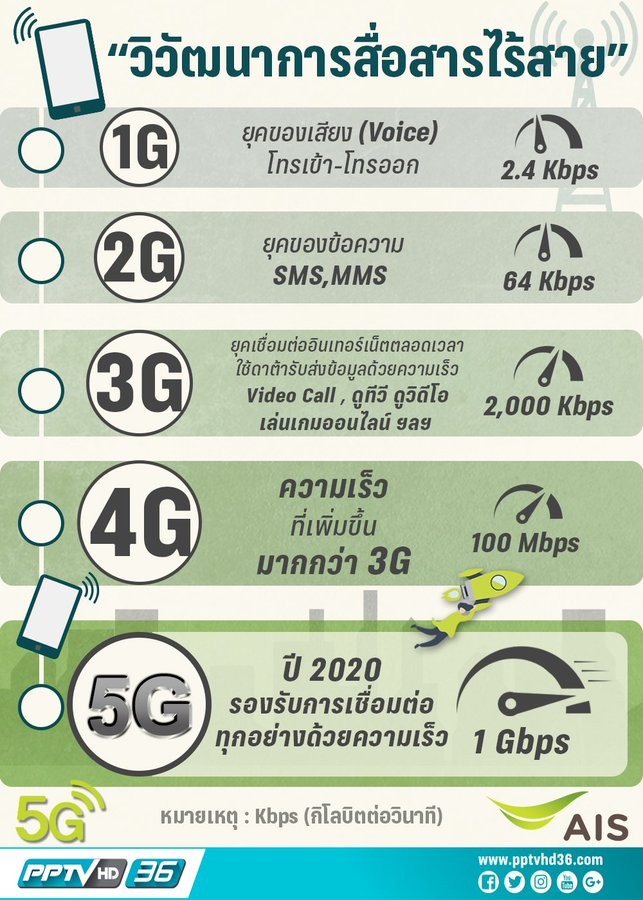 “วิวัฒนาการสื่อสารไร้สาย”
1G
ยุคของเสียง (Voice)
โทรเข้า-โทรออก
2.4 Kbps
2G
ยุคของข้อความ
SMS,MMS
64 Kbps
3G
ยุคเชื่อมต่ออินเทอร์เน็ตตลอดเวลา
ใช้ดาต้ารับส่งข้อมูลด้วยความเร็ว
Video Call , ดูทีวี ดูวิดีโอ
เล่นเกมออนไลน์ ฯลฯ
2,000 Kbps
4G
ความเร็ว
ที่เพิ่มขึ้น
มากกว่า 3G
100 Mbps
5G
ปี 2020
รองรับการเชื่อมต่อ
ทุกอย่างด้วยความเร็ว
1 Gbps
5G
หมายเหตุ : Kbps (กิโลบิตต่อวินาที)
AIS
PPTV HD 36
www.pptvhd36.com